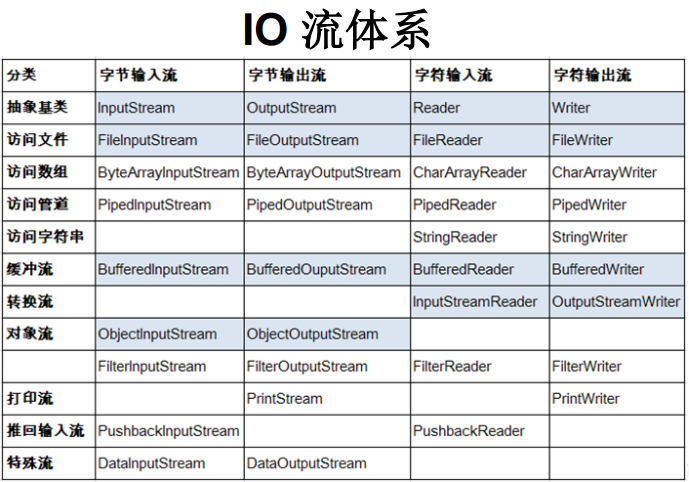 IO 流体系
分类 字节输入流 字节输出流 字符输入流 字符输出流
抽象基类 InputStream OutputStream Reader Writer
访问文件 FileInputStream FileOutputStream FileReader FileWriter
访问数组 ByteArrayInputStream ByteArrayOutputStream CharArrayReader CharArrayWriter
访问管道 PipedInputStream PipedOutputStream PipedReader PipedWriter
访问字符串 StringReader StringWriter
缓冲流 BufferedInputStream BufferedOuputStream BufferedReader BufferedWriter
转换流 InputStreamReader OutputStreamWriter
对象流 ObjectInputStream ObjectOutputStream
FilterInputStream FilterOutputStream FilterReader FilterWriter
打印流 PrintStream PrintWriter
推回输入流 PushbackInputStream PushbackReader
特殊流 DataInputStream DataOutputStream